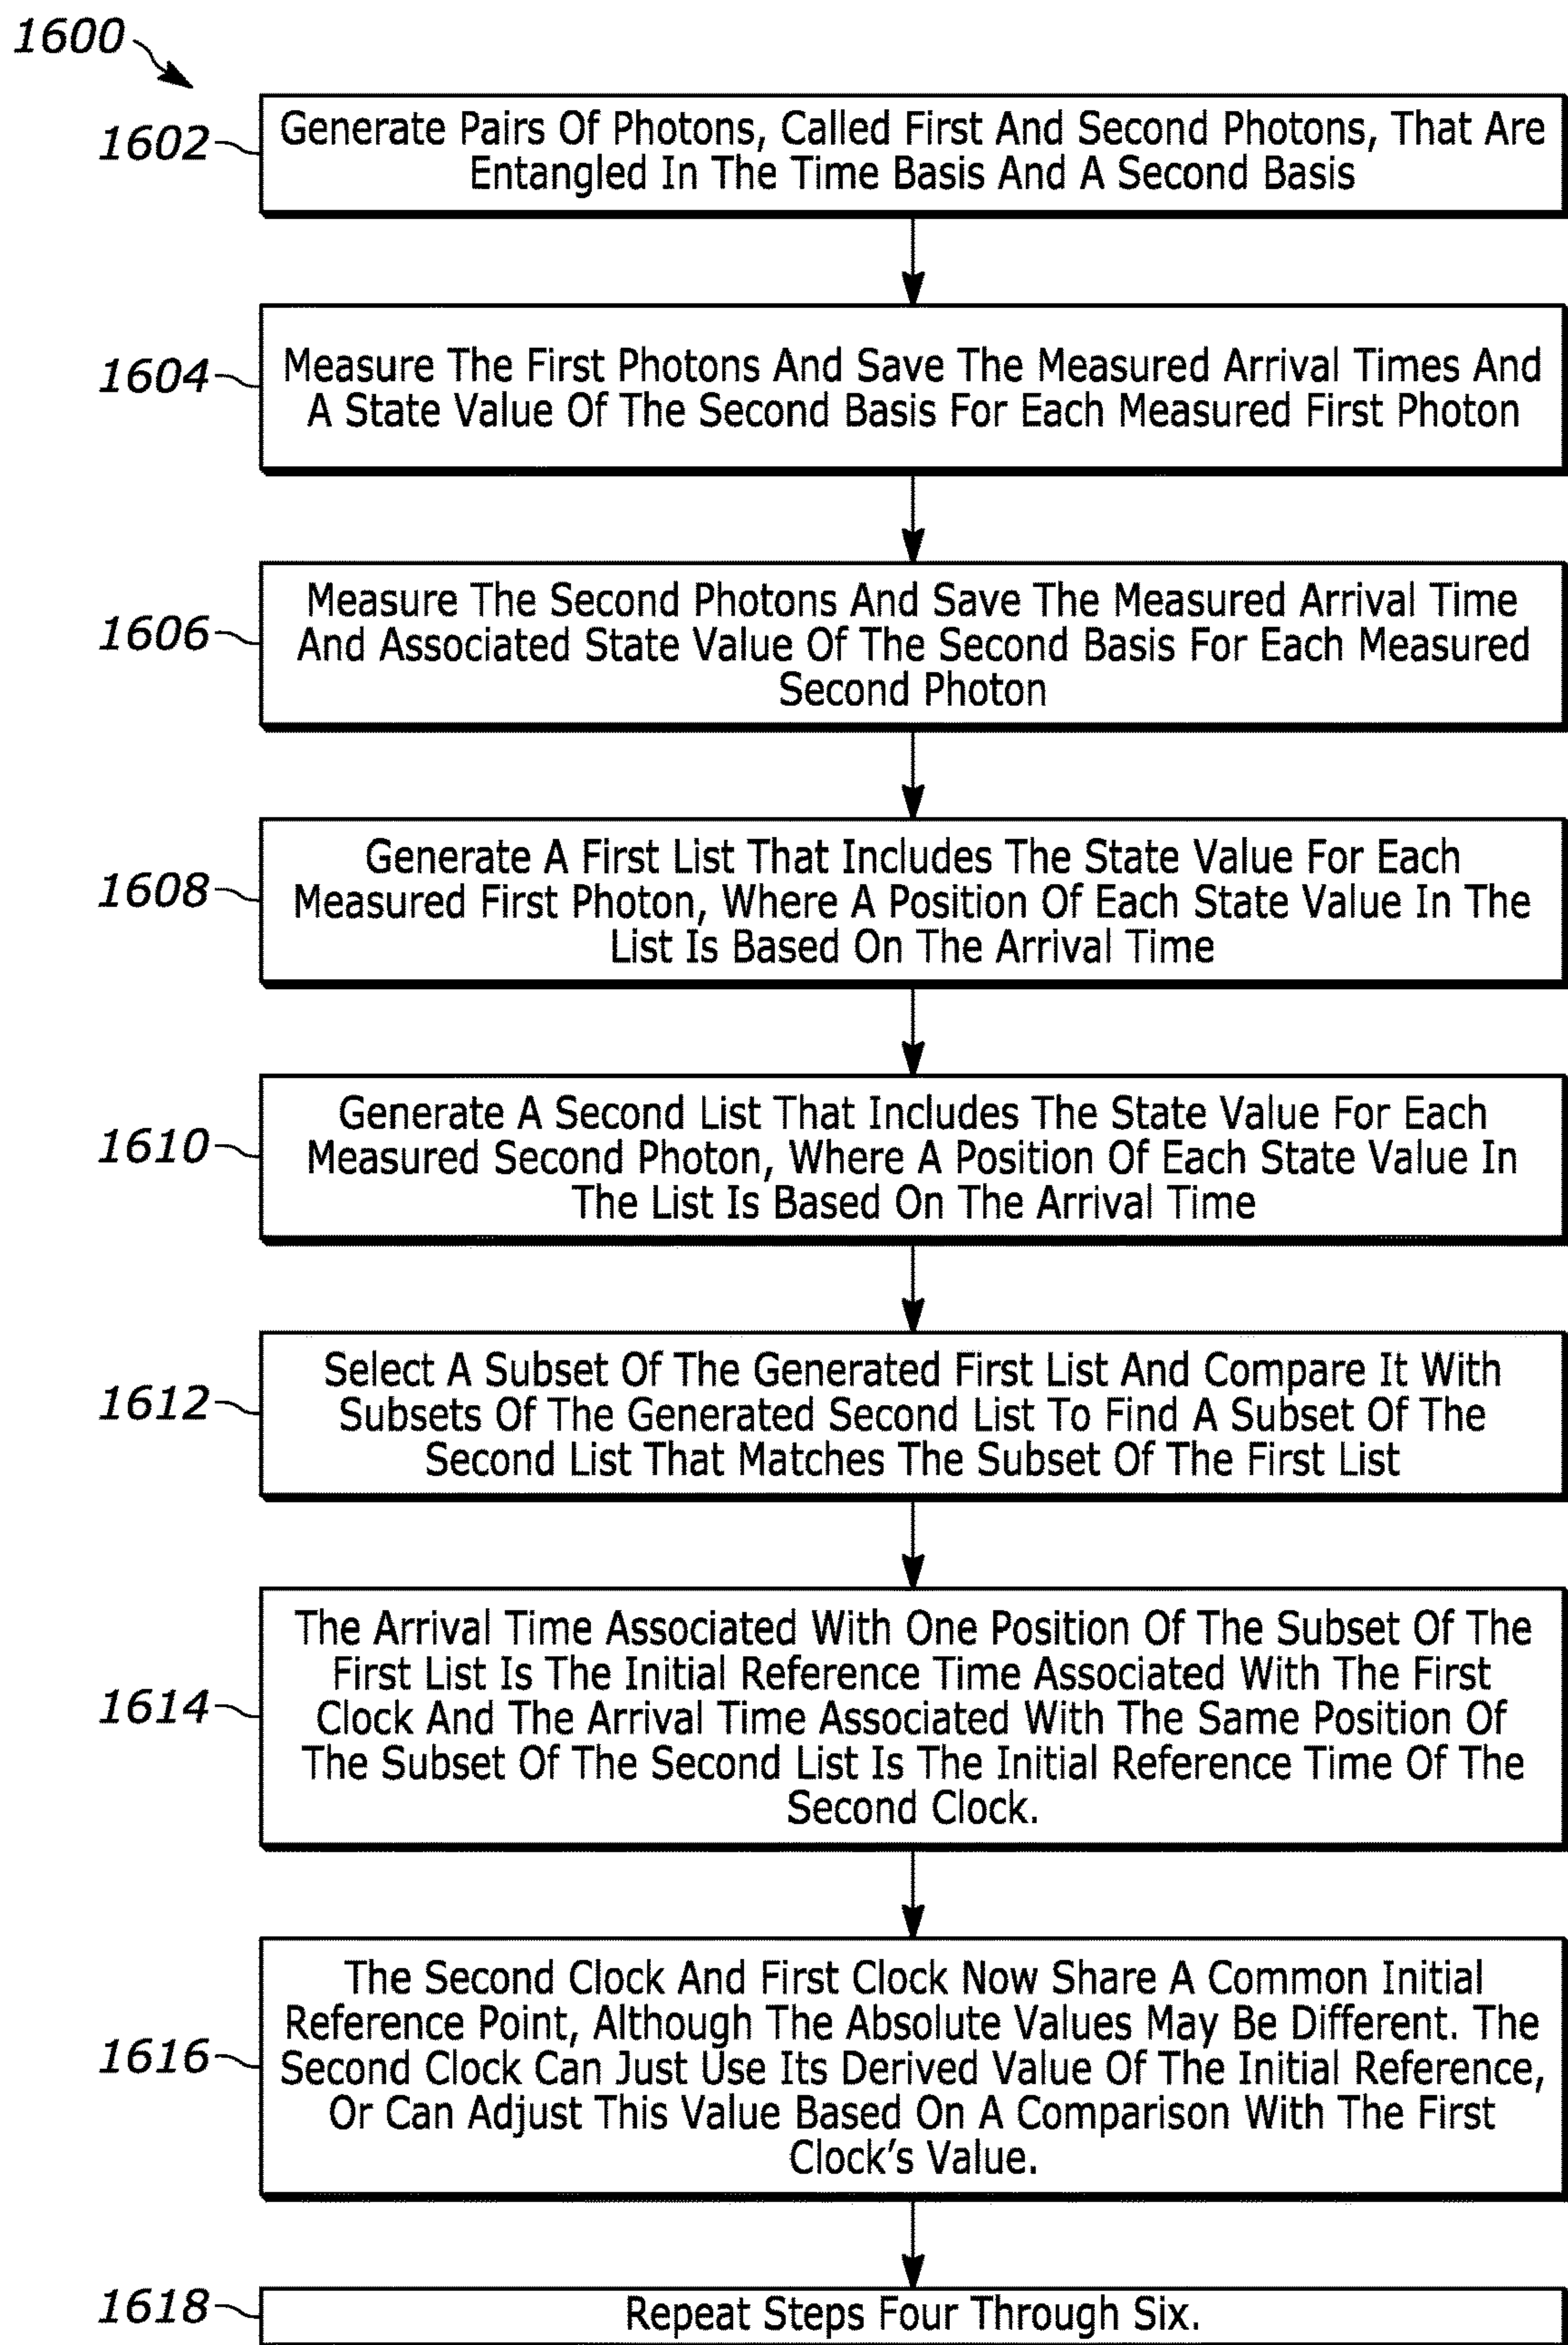 1600
1602
Generate Pairs Of Photons, Called First And Second Photons, That Are
Entangled In The Time Basis And A Second Basis
1604
Measure The First Photons And Save The Measured Arrival Times And
A State Value Of The Second Basis For Each Measured First Photon
1606
Measure The Second Photons And Save The Measured Arrival Time
And Associated State Value Of The Second Basis For Each Measured
Second Photon
1608
Generate A First List That Includes The State Value For Each
Measured First Photon, Where A Position Of Each State Value In The
List Is Based On The Arrival Time
1610
Generate A Second List That Includes The State Value For Each
Measured Second Photon, Where A Position Of Each State Value In
The List Is Based On The Arrival Time
1612
Select A Subset Of The Generated First List And Compare It With
Subsets Of The Generated Second List To Find A Subset Of The
Second List That Matches The Subset Of The First List
1614
The Arrival Time Associated With One Position Of The Subset Of The
First List Is The Initial Reference Time Associated With The First
Clock And The Arrival Time Associated With The Same Position Of
The Subset Of The Second List Is The Initial Reference Time Of The
Second Clock.
1616
The Second Clock And First Clock Now Share A Common Initial
Reference Point, Although The Absolute Values May Be Different. The
Second Clock Can Just Use Its Derived Value Of The Initial Reference,
Or Can Adjust This Value Based On A Comparison With The First
Clock's Value.
1618
Repeat Steps Four Through Six.